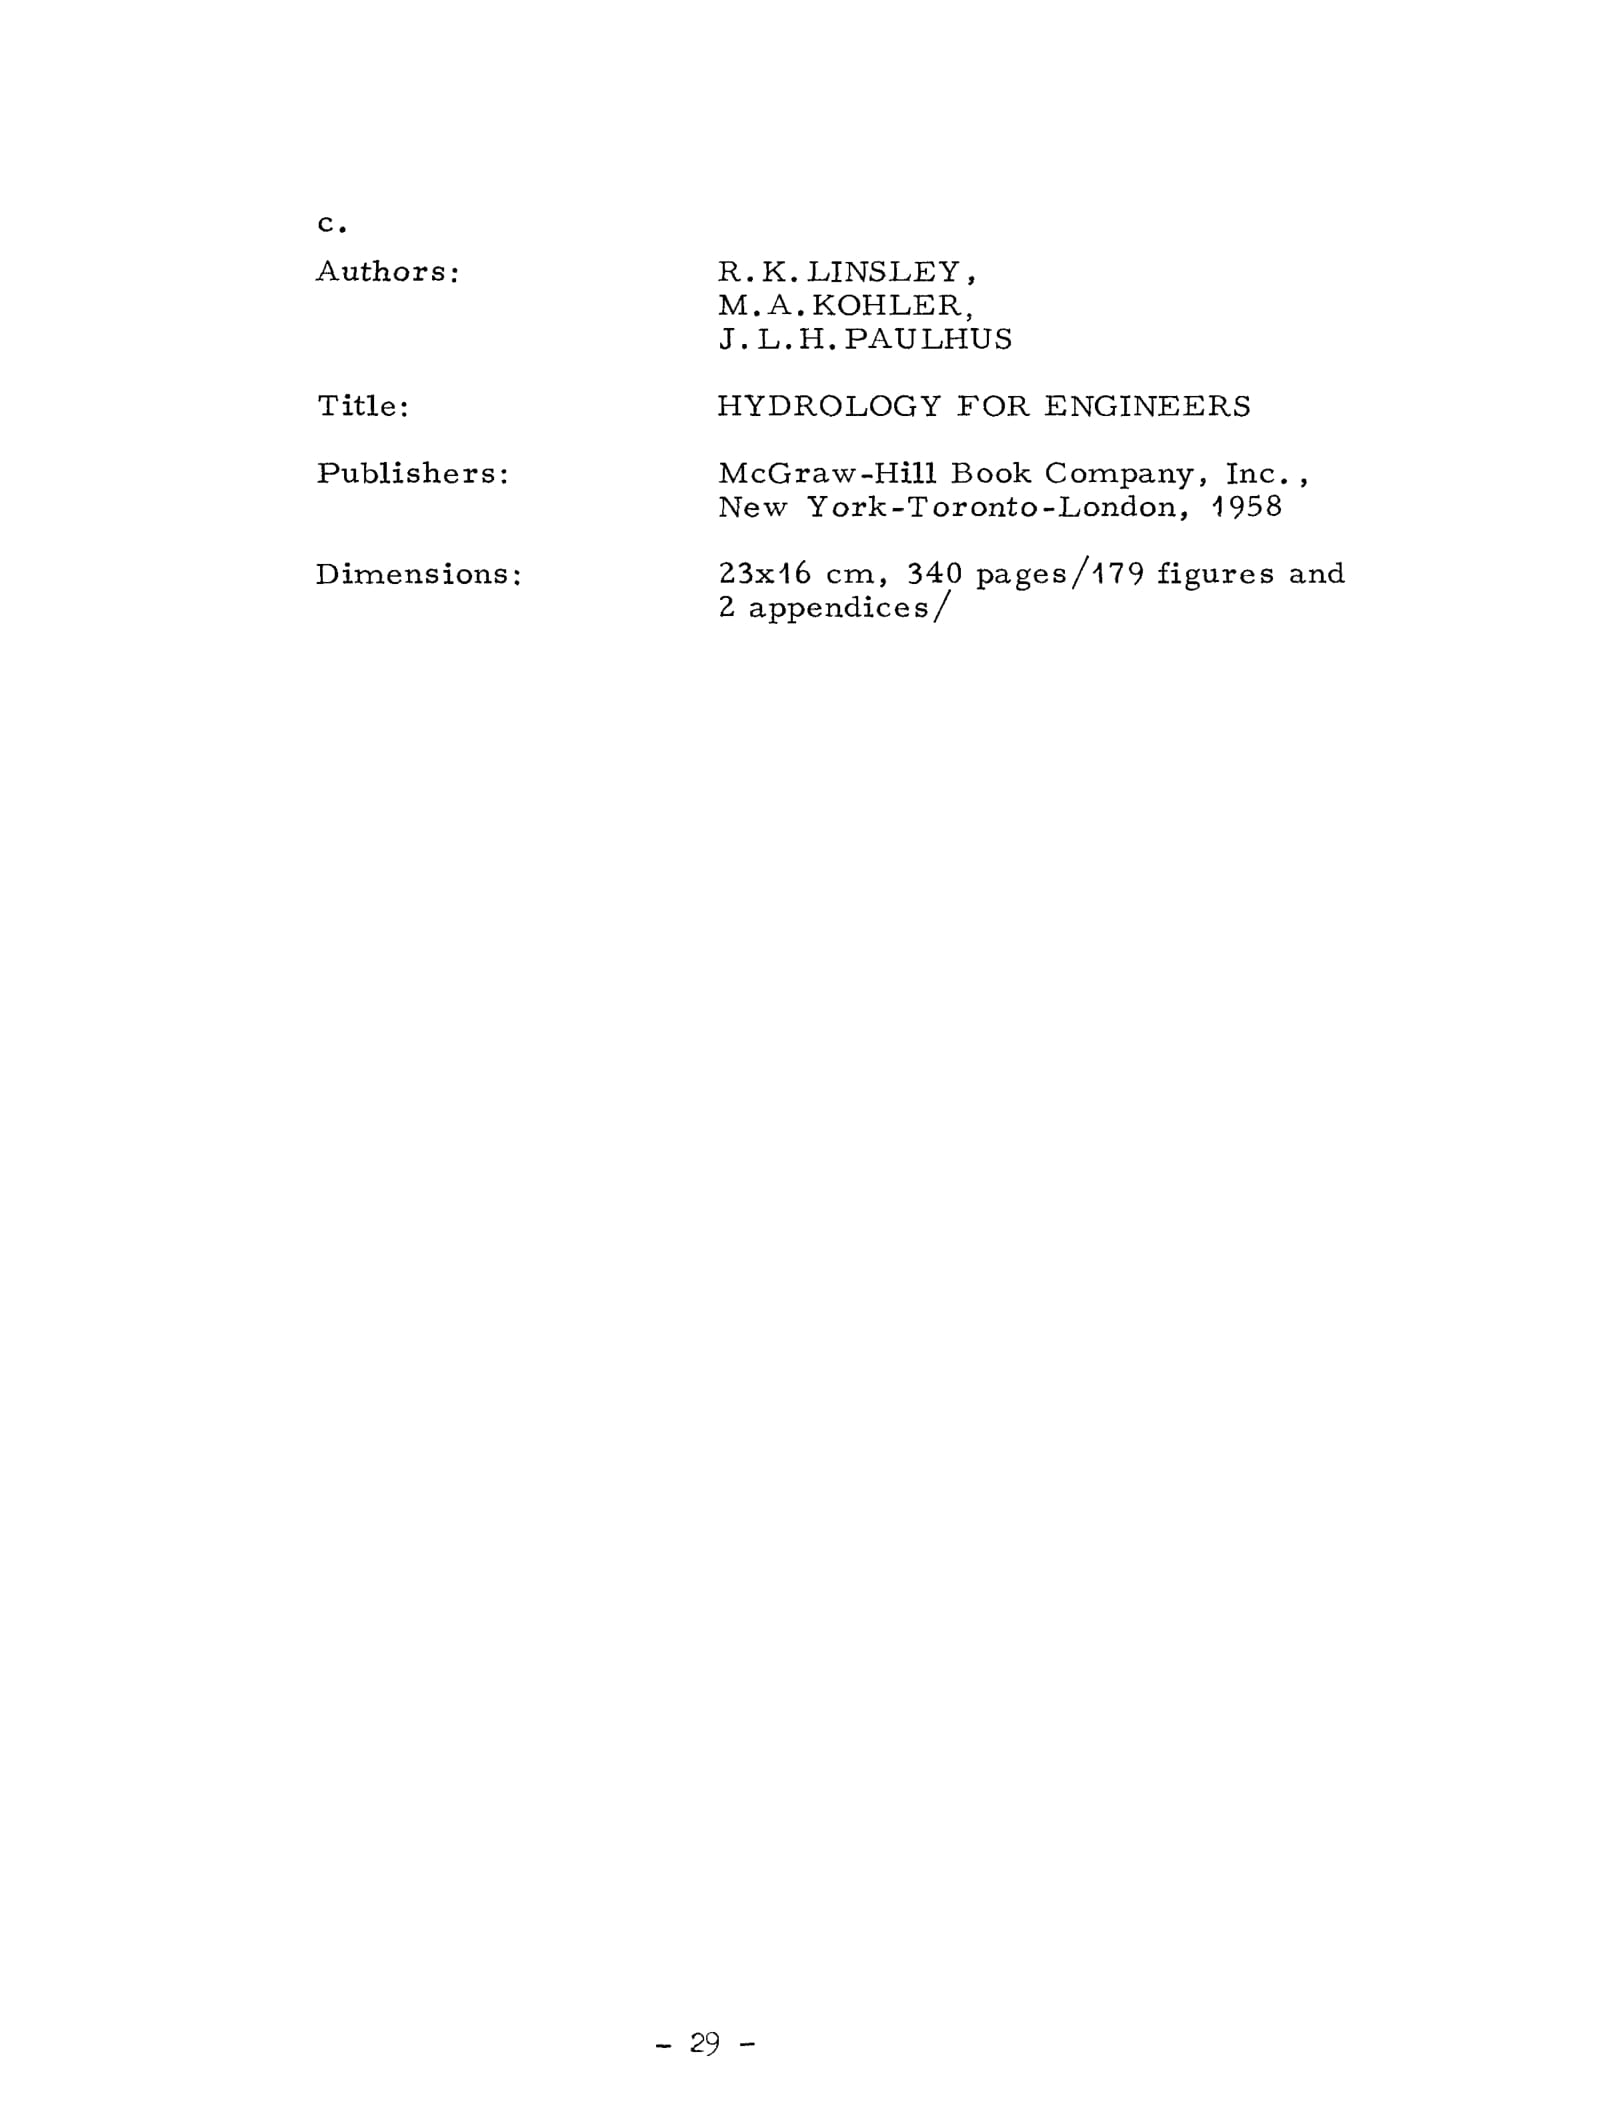 c.
Authors: R.K. LINSLEY,
M.A. KOHLER,
J.L.H. PAULHUS
Title: HYDROLOGY FOR ENGINEERS
Publishers: McGraw-Hill Book Company, Inc.,
New York-Toronto-London, 1958
Dimensions: 23x16 cm, 340 pages/179 figures and
2 appendices/
- 29 -